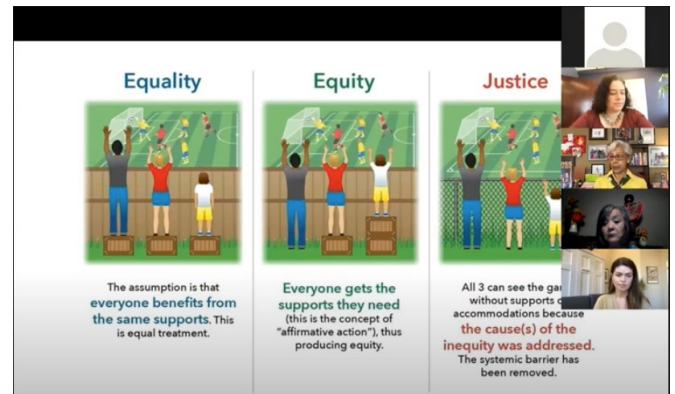 Equality
The assumption is that
everyone benefits from
the same supports. This
is equal treatment.
Equity
Everyone gets the
supports they need
(this is the concept of
"affirmative action"), thus
producing equity.
Justice
All 3 can see the
without supports
accommodations because
the cause(s) of the
inequity was addressed.
The systemic barrier has
been removed.